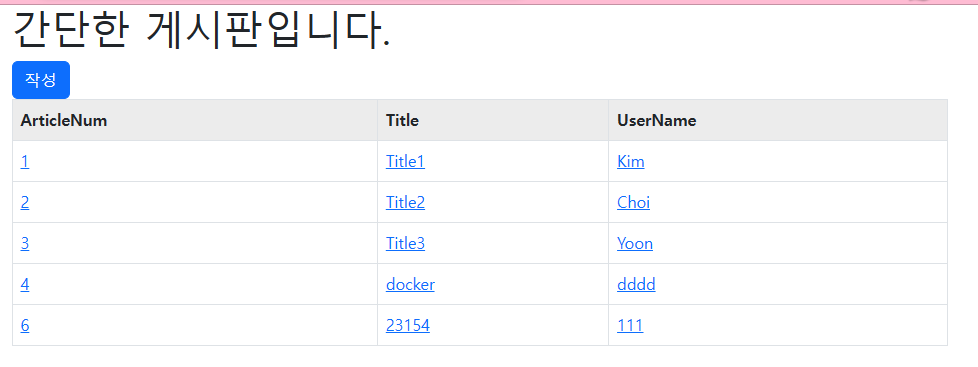 간단한 게시판입니다.
작성
ArticleNum Title UserName
1 Title1 Kim
2 Title2 Choi
3 Title3 Yoon
4 docker dddd
6 23154 111